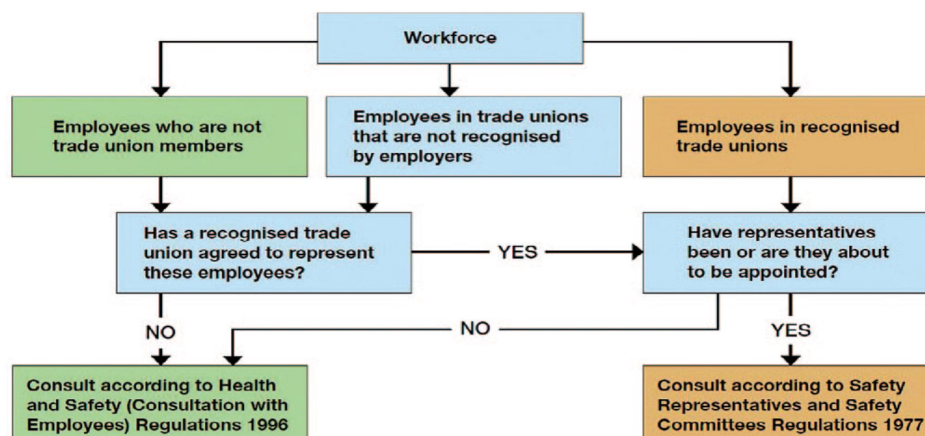 Workforce
Employees who are not
trade union members
Employees in trade unions
that are not recognised
by employers
Employees in recognised
trade unions
Has a recognised trade
union agreed to represent
these employees?
YES
Have representatives
been or are they about
to be appointed?
NO
NO
YES
Consult according to Health
and Safety (Consultation with
Employees) Regulations 1996
Consult according to Safety
Representatives and Safety
Committees Regulations 1977